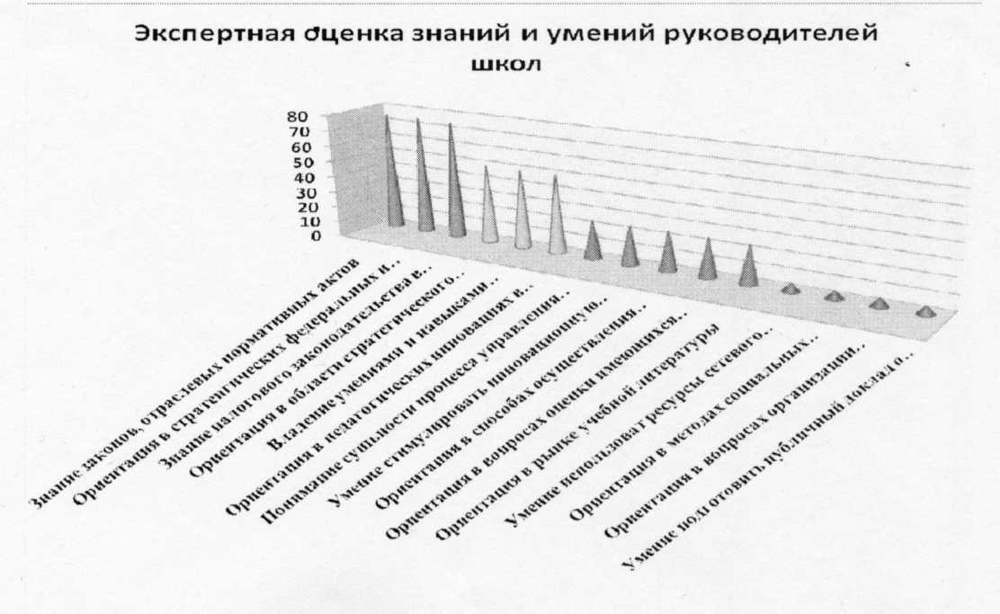 Экспертная оценка знаний и умений руководителей
школ
80
70
60
50
40
30
20
10
0
Знание законов, отраслевых нормативных актов
Ориентация в стратенгических федеральных и..
Знание налогового законодательства в..
Ориентация в области стратегического..
Владение умениями и навыками..
Ориентация в педагогических инновациях в..
Понимание сущности процесса управления..
Умение стимулировать инновационную..
Ориентация в способах осуществления..
Ориентация в вопросах оценки имеющихся..
Ориентация в рынке учебной литературы
Умение использоват ресурсы сетевого..
Ориентация в методах социальных..
Ориентация в вопросах организации..
Умение подготовить публичный доклад о..